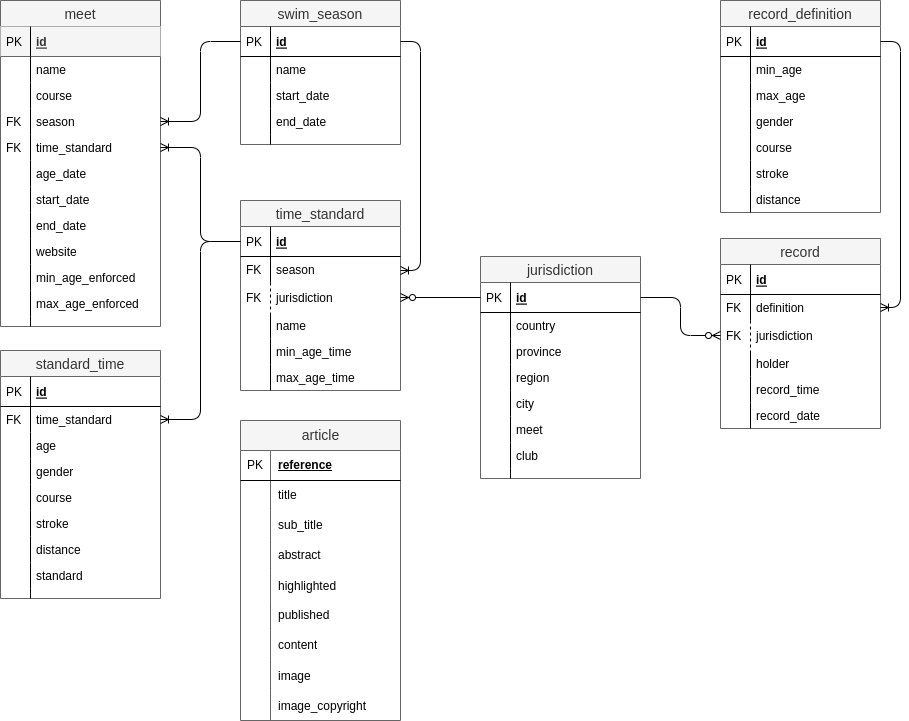 meet
PK id
name
course
FK season
FK time_standard
age_date
start_date
end_date
website
min_age_enforced
max_age_enforced
standard_time
PK id
FK time_standard
age
gender
course
stroke
distance
standard
swim_season
PK id
name
start_date
end_date
time_standard
PK id
FK season
FK jurisdiction
name
min_age_time
max_age_time
article
PK reference
title
sub_title
abstract
highlighted
published
content
image
image_copyright
jurisdiction
PK id
country
province
region
city
meet
club
record_definition
PK id
min_age
max_age
gender
course
stroke
distance
record
PK id
FK definition
FK jurisdiction
holder
record_time
record_date